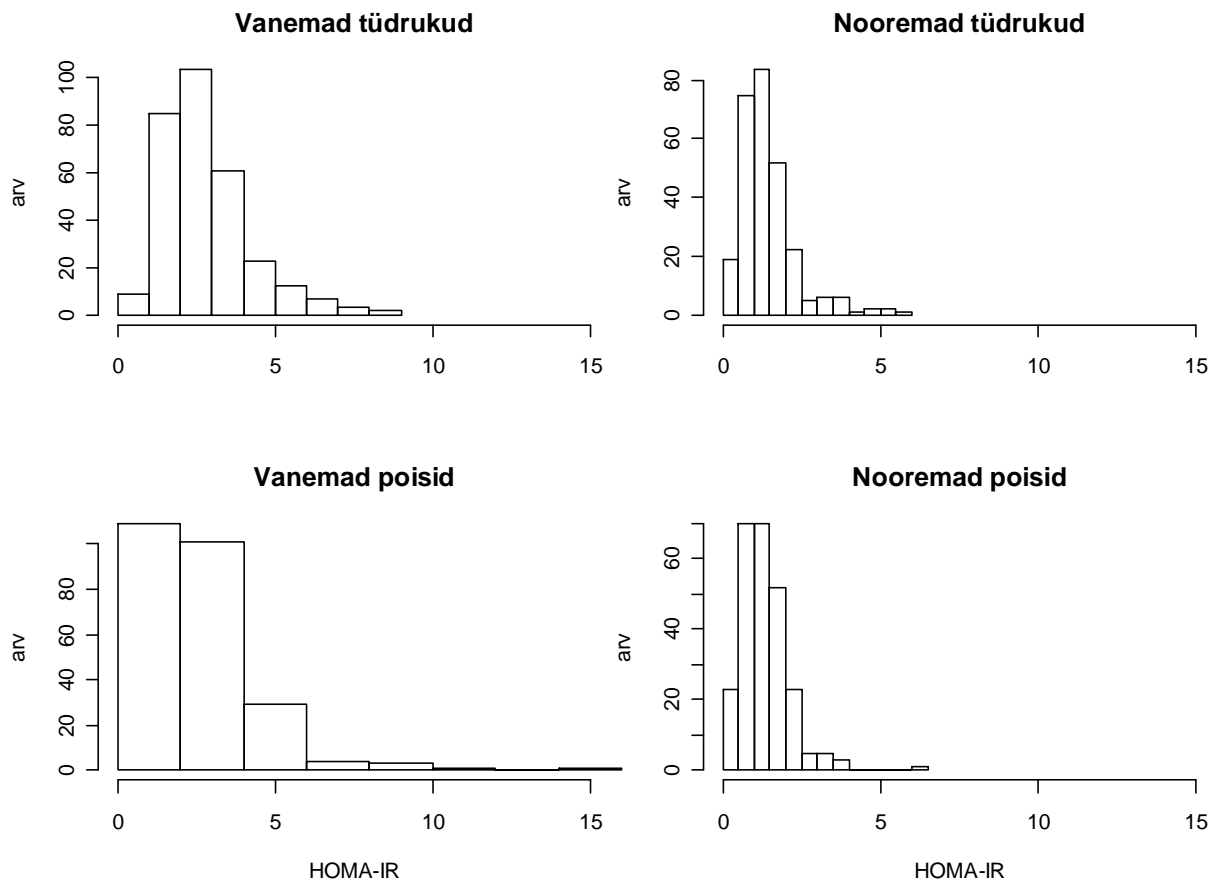 Vanemad tüdrukud
arv
0 20 40 60 80 100
0 5 10 15
Nooremad tüdrukud
arv
0 20 40 60 80
0 5 10 15
Vanemad poisid
arv
0 20 40 60 80
0 5 10 15
HOMA-IR
Nooremad poisid
arv
0 20 40 60
0 5 10 15
HOMA-IR